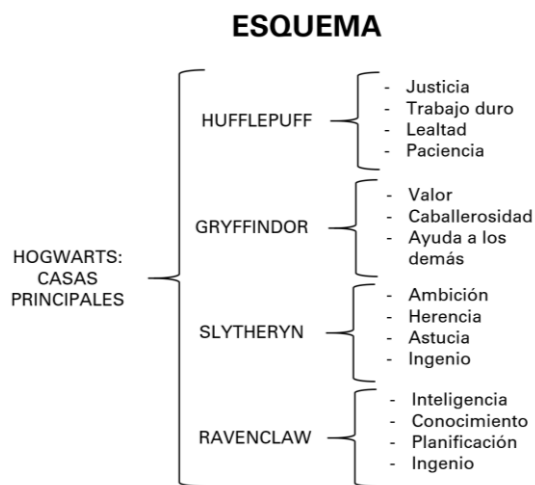 ESQUEMA
HOGWARTS:
CASAS
PRINCIPALES
HUFFLEPUFF
- Justicia
- Trabajo duro
- Lealtad
- Paciencia
GRYFFINDOR
- Valor
- Caballerosidad
- Ayuda a los
demás
SLYTHERYN
- Ambición
- Herencia
- Astucia
- Ingenio
RAVENCLAW
- Inteligencia
- Conocimiento
- Planificación
- Ingenio